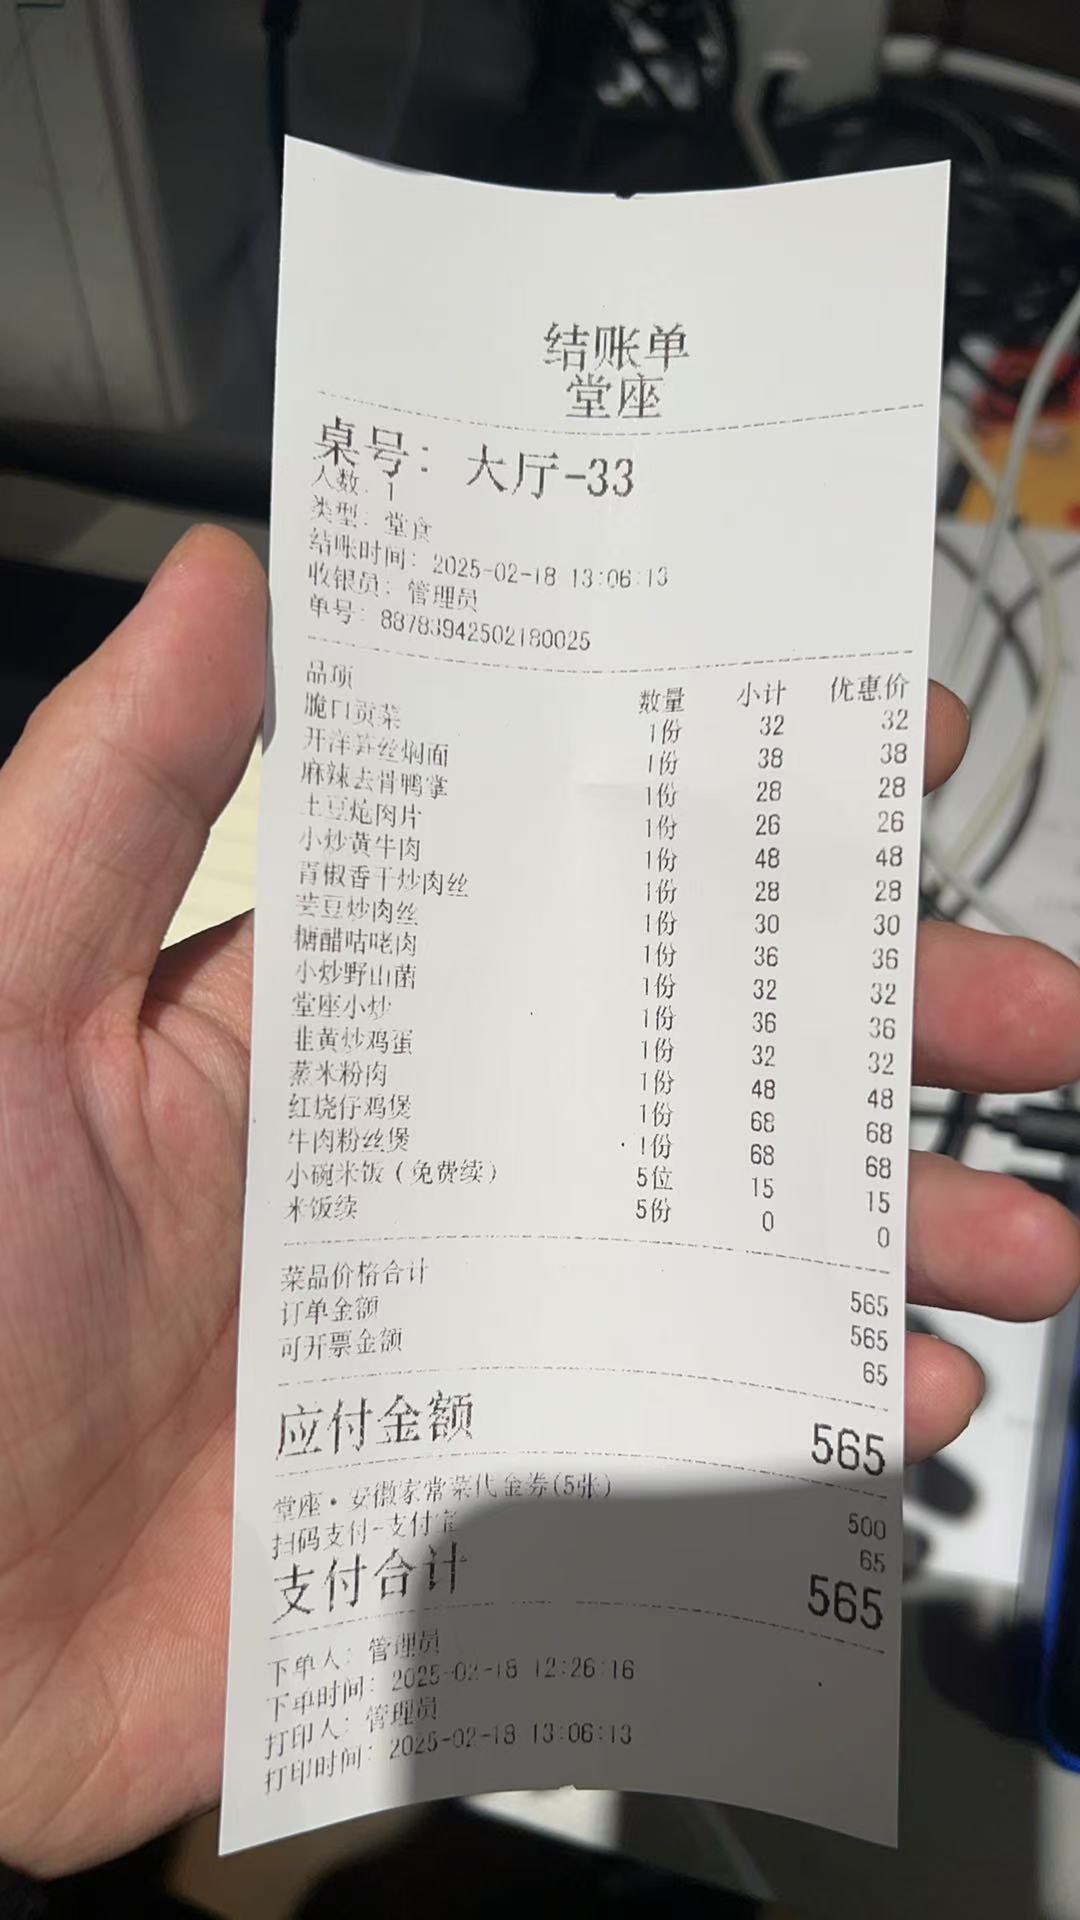 结账单
堂座
桌号：大厅-33
人数：1
类型：堂食
结账时间：2025-02-18 13:06:13
收银员：管理员
单号：88783942502180025
品项 数量 小计 优惠价
脆口贡菜 1份 32 32
开洋笋丝焖面 1份 38 38
麻辣去骨鸭掌 1份 28 28
土豆炝肉片 1份 26 26
小炒黄牛肉 1份 48 48
青椒香干炒肉丝 1份 28 28
芸豆炒肉丝 1份 30 30
糖醋咕咾肉 1份 36 36
小炒野山菌 1份 32 32
堂座小炒 1份 36 36
韭黄炒鸡蛋 1份 32 32
蒸米粉肉 1份 48 48
红烧仔鸡煲 1份 68 68
牛肉粉丝煲 1份 68 68
小碗米饭（免费续） 5位 15 15
米饭续 5份 0 0
菜品价格合计 565
订单金额 565
可开票金额 65
应付金额 565
堂座·安徽家常菜代金券(5张) 500
扫码支付-支付宝 65
支付合计 565
下单人：管理员
下单时间：2025-02-18 12:26:16
打印人：管理员
打印时间：2025-02-18 13:06:13